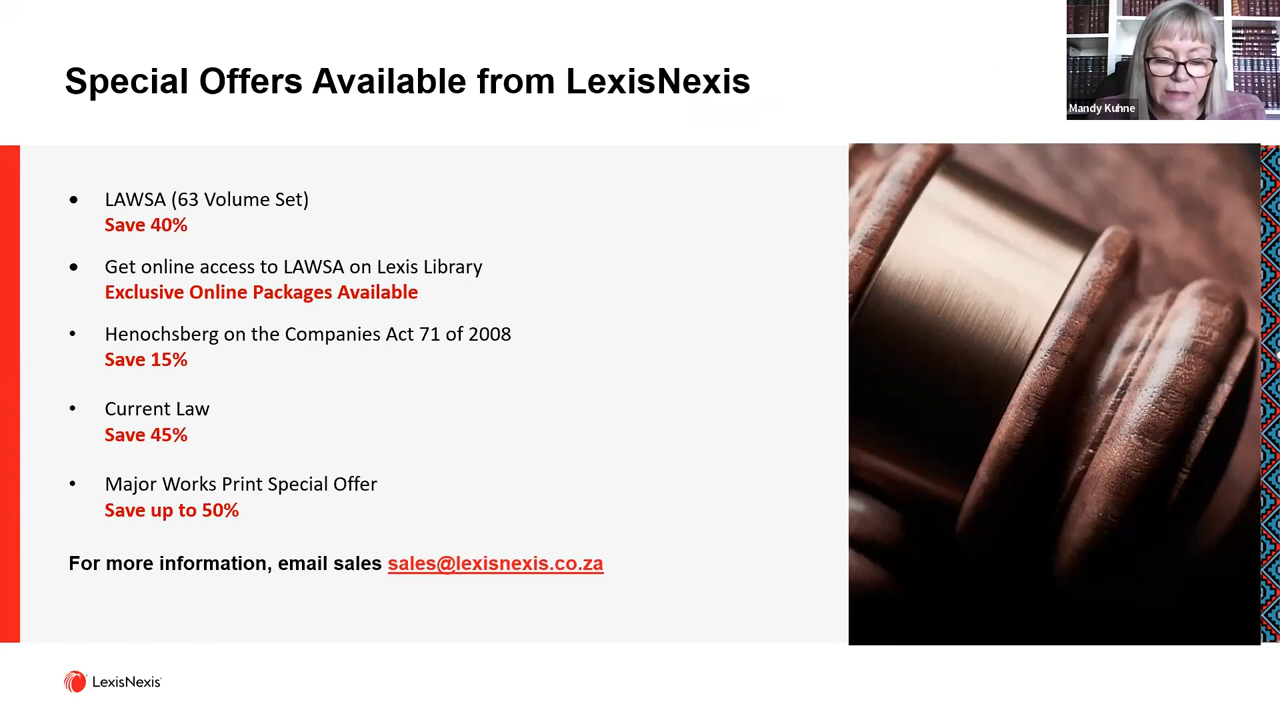 Special Offers Available from LexisNexis
Mandy Kuhne
• LAWSA (63 Volume Set)
Save 40%
• Get online access to LAWSA on Lexis Library
Exclusive Online Packages Available
• Henochsberg on the Companies Act 71 of 2008
Save 15%
• Current Law
Save 45%
• Major Works Print Special Offer
Save up to 50%
For more information, email sales sales@lexisnexis.co.za
LexisNexis